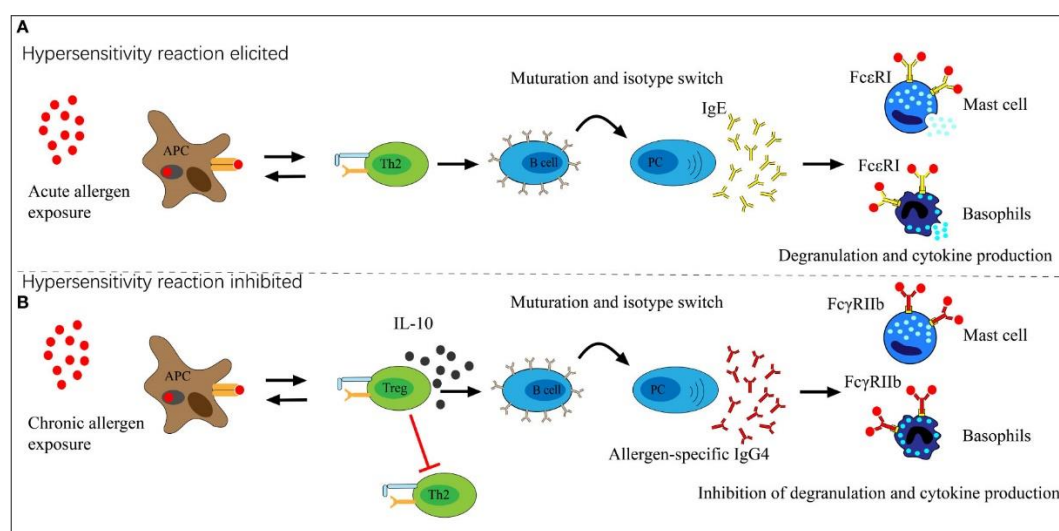 A
Hypersensitivity reaction elicited
Acute allergen
exposure
APC
Th2
Muturation and isotype switch
B cell
PC
IgE
FcεRI
Mast cell
FcεRI
Basophils
Degranulation and cytokine production
Hypersensitivity reaction inhibited
B
Chronic allergen
exposure
APC
IL-10
Treg
Th2
Muturation and isotype switch
B cell
PC
Allergen-specific IgG4
FcγRIIb
Mast cell
FcγRIIb
Basophils
Inhibition of degranulation and cytokine production